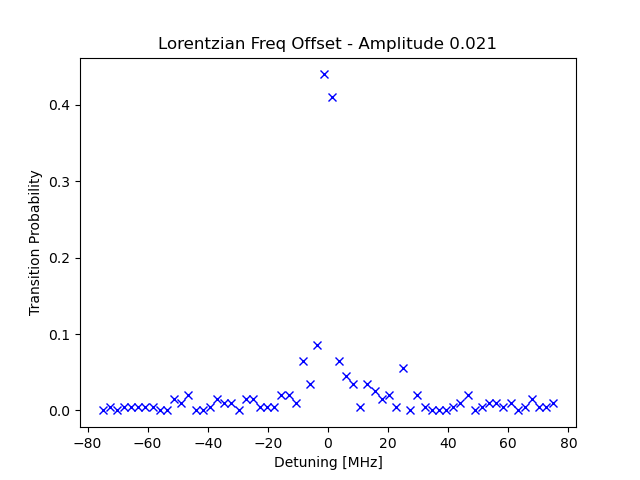 Lorentzian Freq Offset - Amplitude 0.021
Transition Probability
0.4
0.3
0.2
0.1
0.0
−80 −60 −40 −20 0 20 40 60 80
Detuning [MHz]